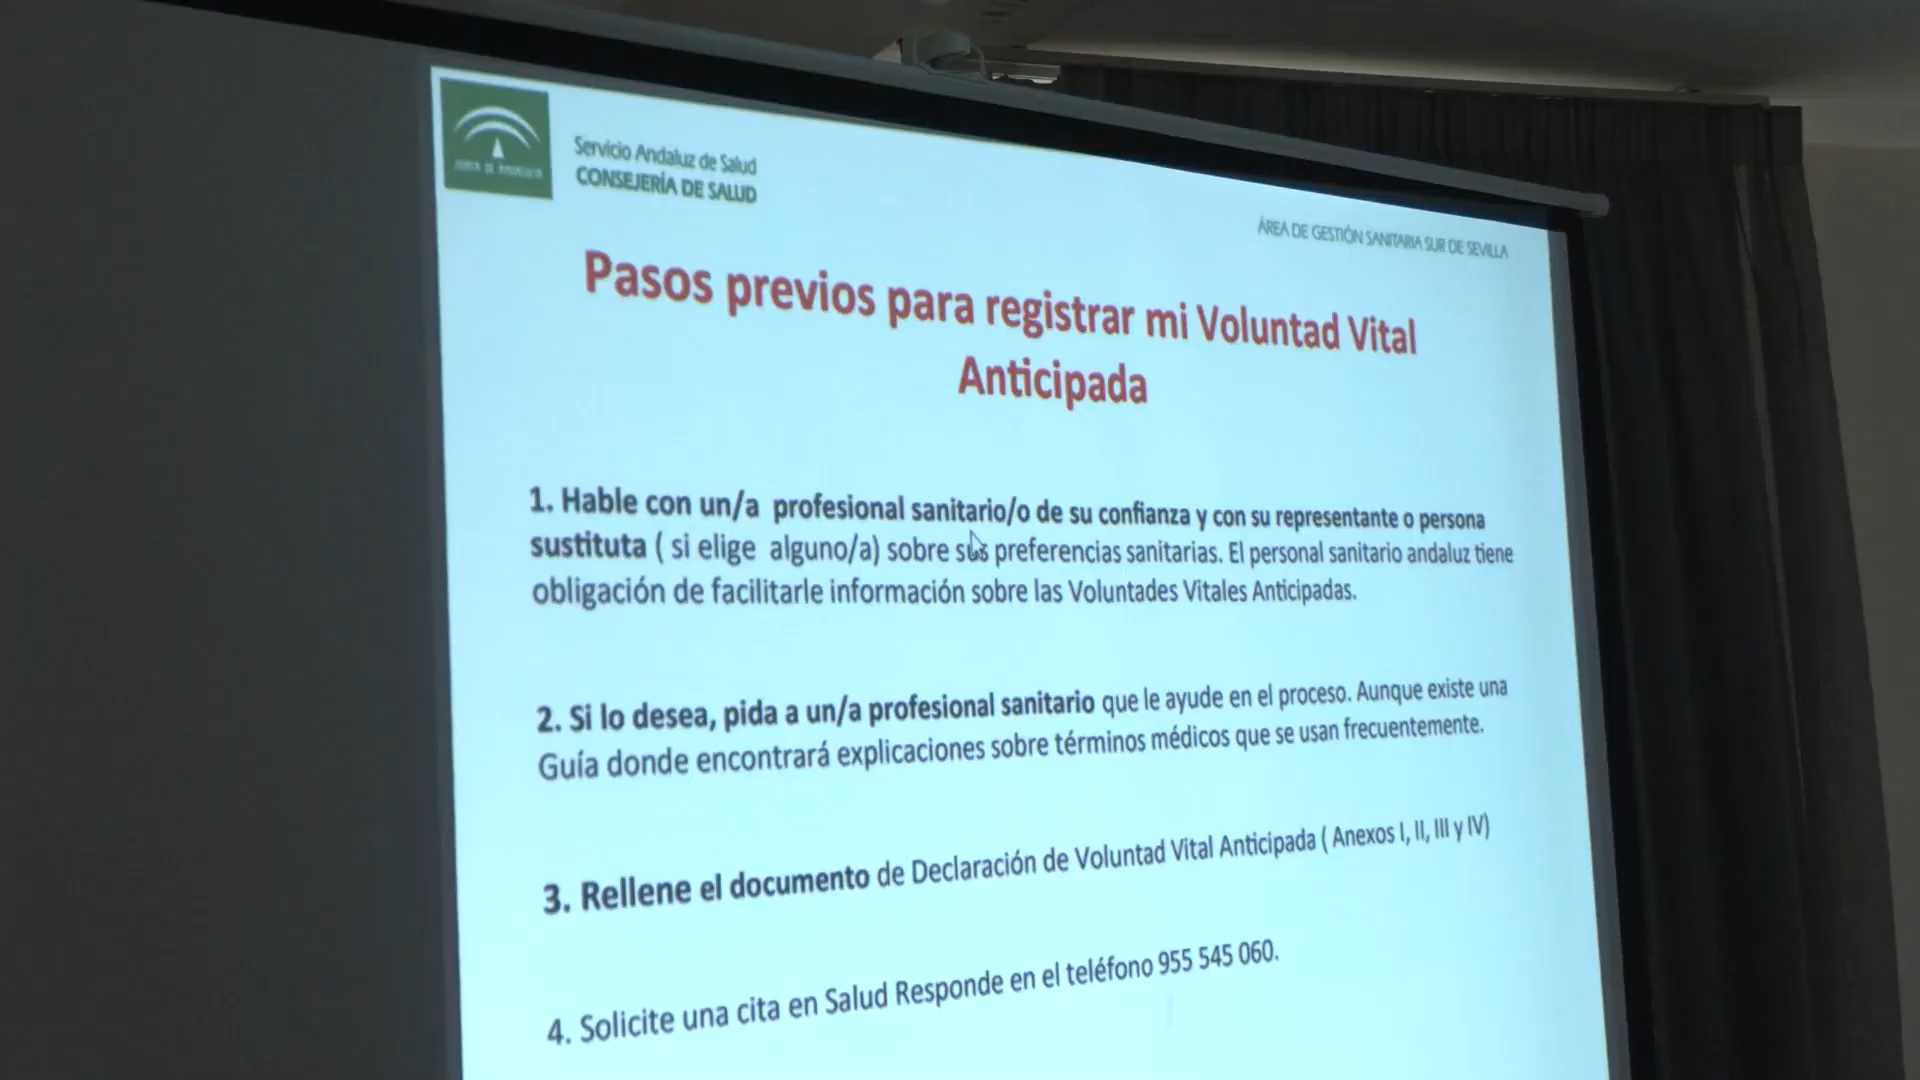 JUNTA DE ANDALUCIA
Servicio Andaluz de Salud
CONSEJERÍA DE SALUD
ÁREA DE GESTIÓN SANITARIA SUR DE SEVILLA
Pasos previos para registrar mi Voluntad Vital
Anticipada
1. Hable con un/a profesional sanitario/o de su confianza y con su representante o persona
sustituta ( si elige alguno/a) sobre sus preferencias sanitarias. El personal sanitario andaluz tiene
obligación de facilitarle información sobre las Voluntades Vitales Anticipadas.
2. Si lo desea, pida a un/a profesional sanitario que le ayude en el proceso. Aunque existe una
Guía donde encontrará explicaciones sobre términos médicos que se usan frecuentemente.
3. Rellene el documento de Declaración de Voluntad Vital Anticipada ( Anexos I, II, III y IV)
4. Solicite una cita en Salud Responde en el teléfono 955 545 060.